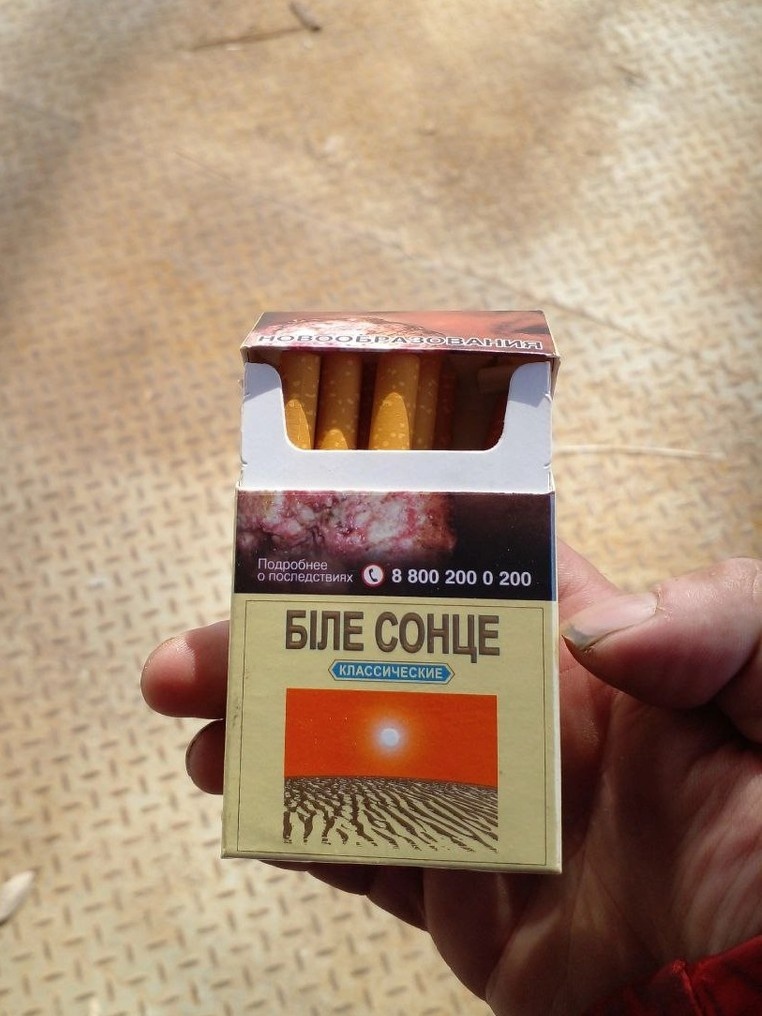 НОВООБРАЗОВАНИЯ
Подробнее
о последствиях 8 800 200 0 200
БІЛЕ СОНЦЕ
КЛАССИЧЕСКИЕ